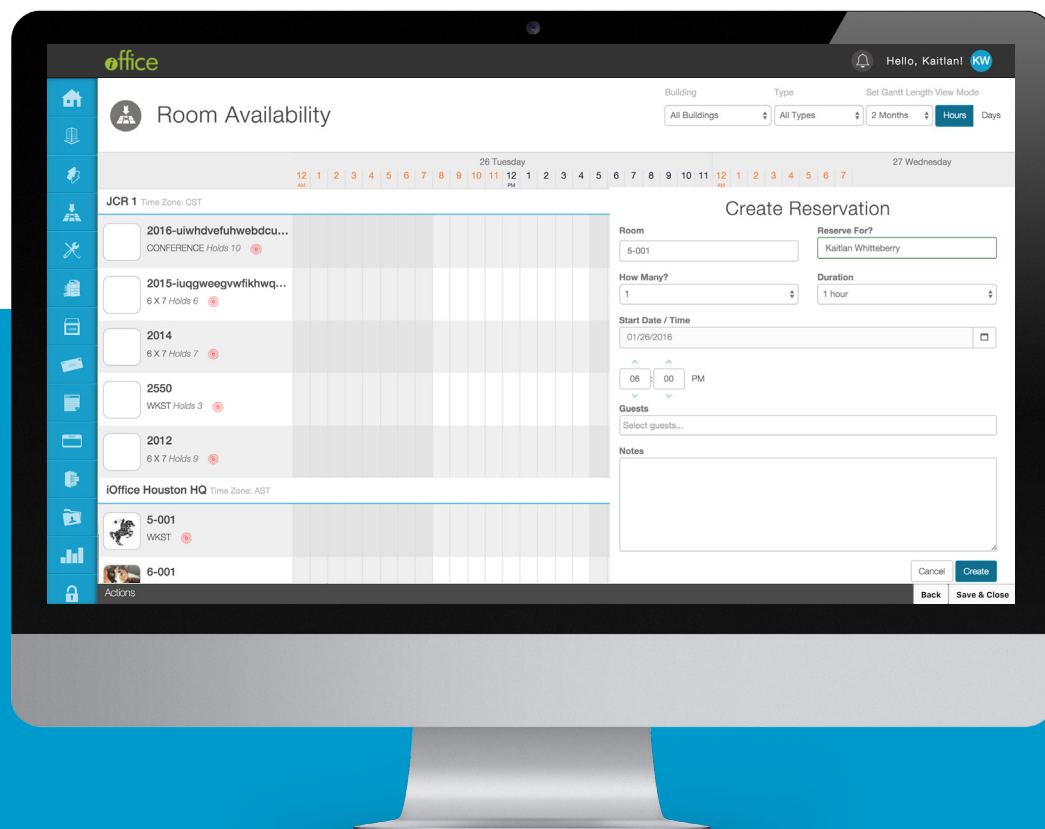 iOffice
Hello, Kaitlan! KW
Room Availability
Building Type Set Gantt Length View Mode
All Buildings All Types 2 Months Hours Days
26 Tuesday 27 Wednesday
12 1 2 3 4 5 6 7 8 9 10 11 12 1 2 3 4 5 6 7 8 9 10 11 12 1 2 3 4 5 6 7
AM PM AM
JCR 1 Time Zone: CST
2016-uiwhdvefuhwebdcu...
CONFERENCE Holds 10
2015-iuqgweegvwfikhwq...
6 X 7 Holds 6
2014
6 X 7 Holds 7
2550
WKST Holds 3
2012
6 X 7 Holds 9
iOffice Houston HQ Time Zone: AST
5-001
WKST
6-001
Create Reservation
Room Reserve For?
5-001 Kaitlan Whitteberry
How Many? Duration
1 1 hour
Start Date / Time
01/26/2016
06 : 00 PM
Guests
Select guests...
Notes
Cancel Create
Actions Back Save & Close